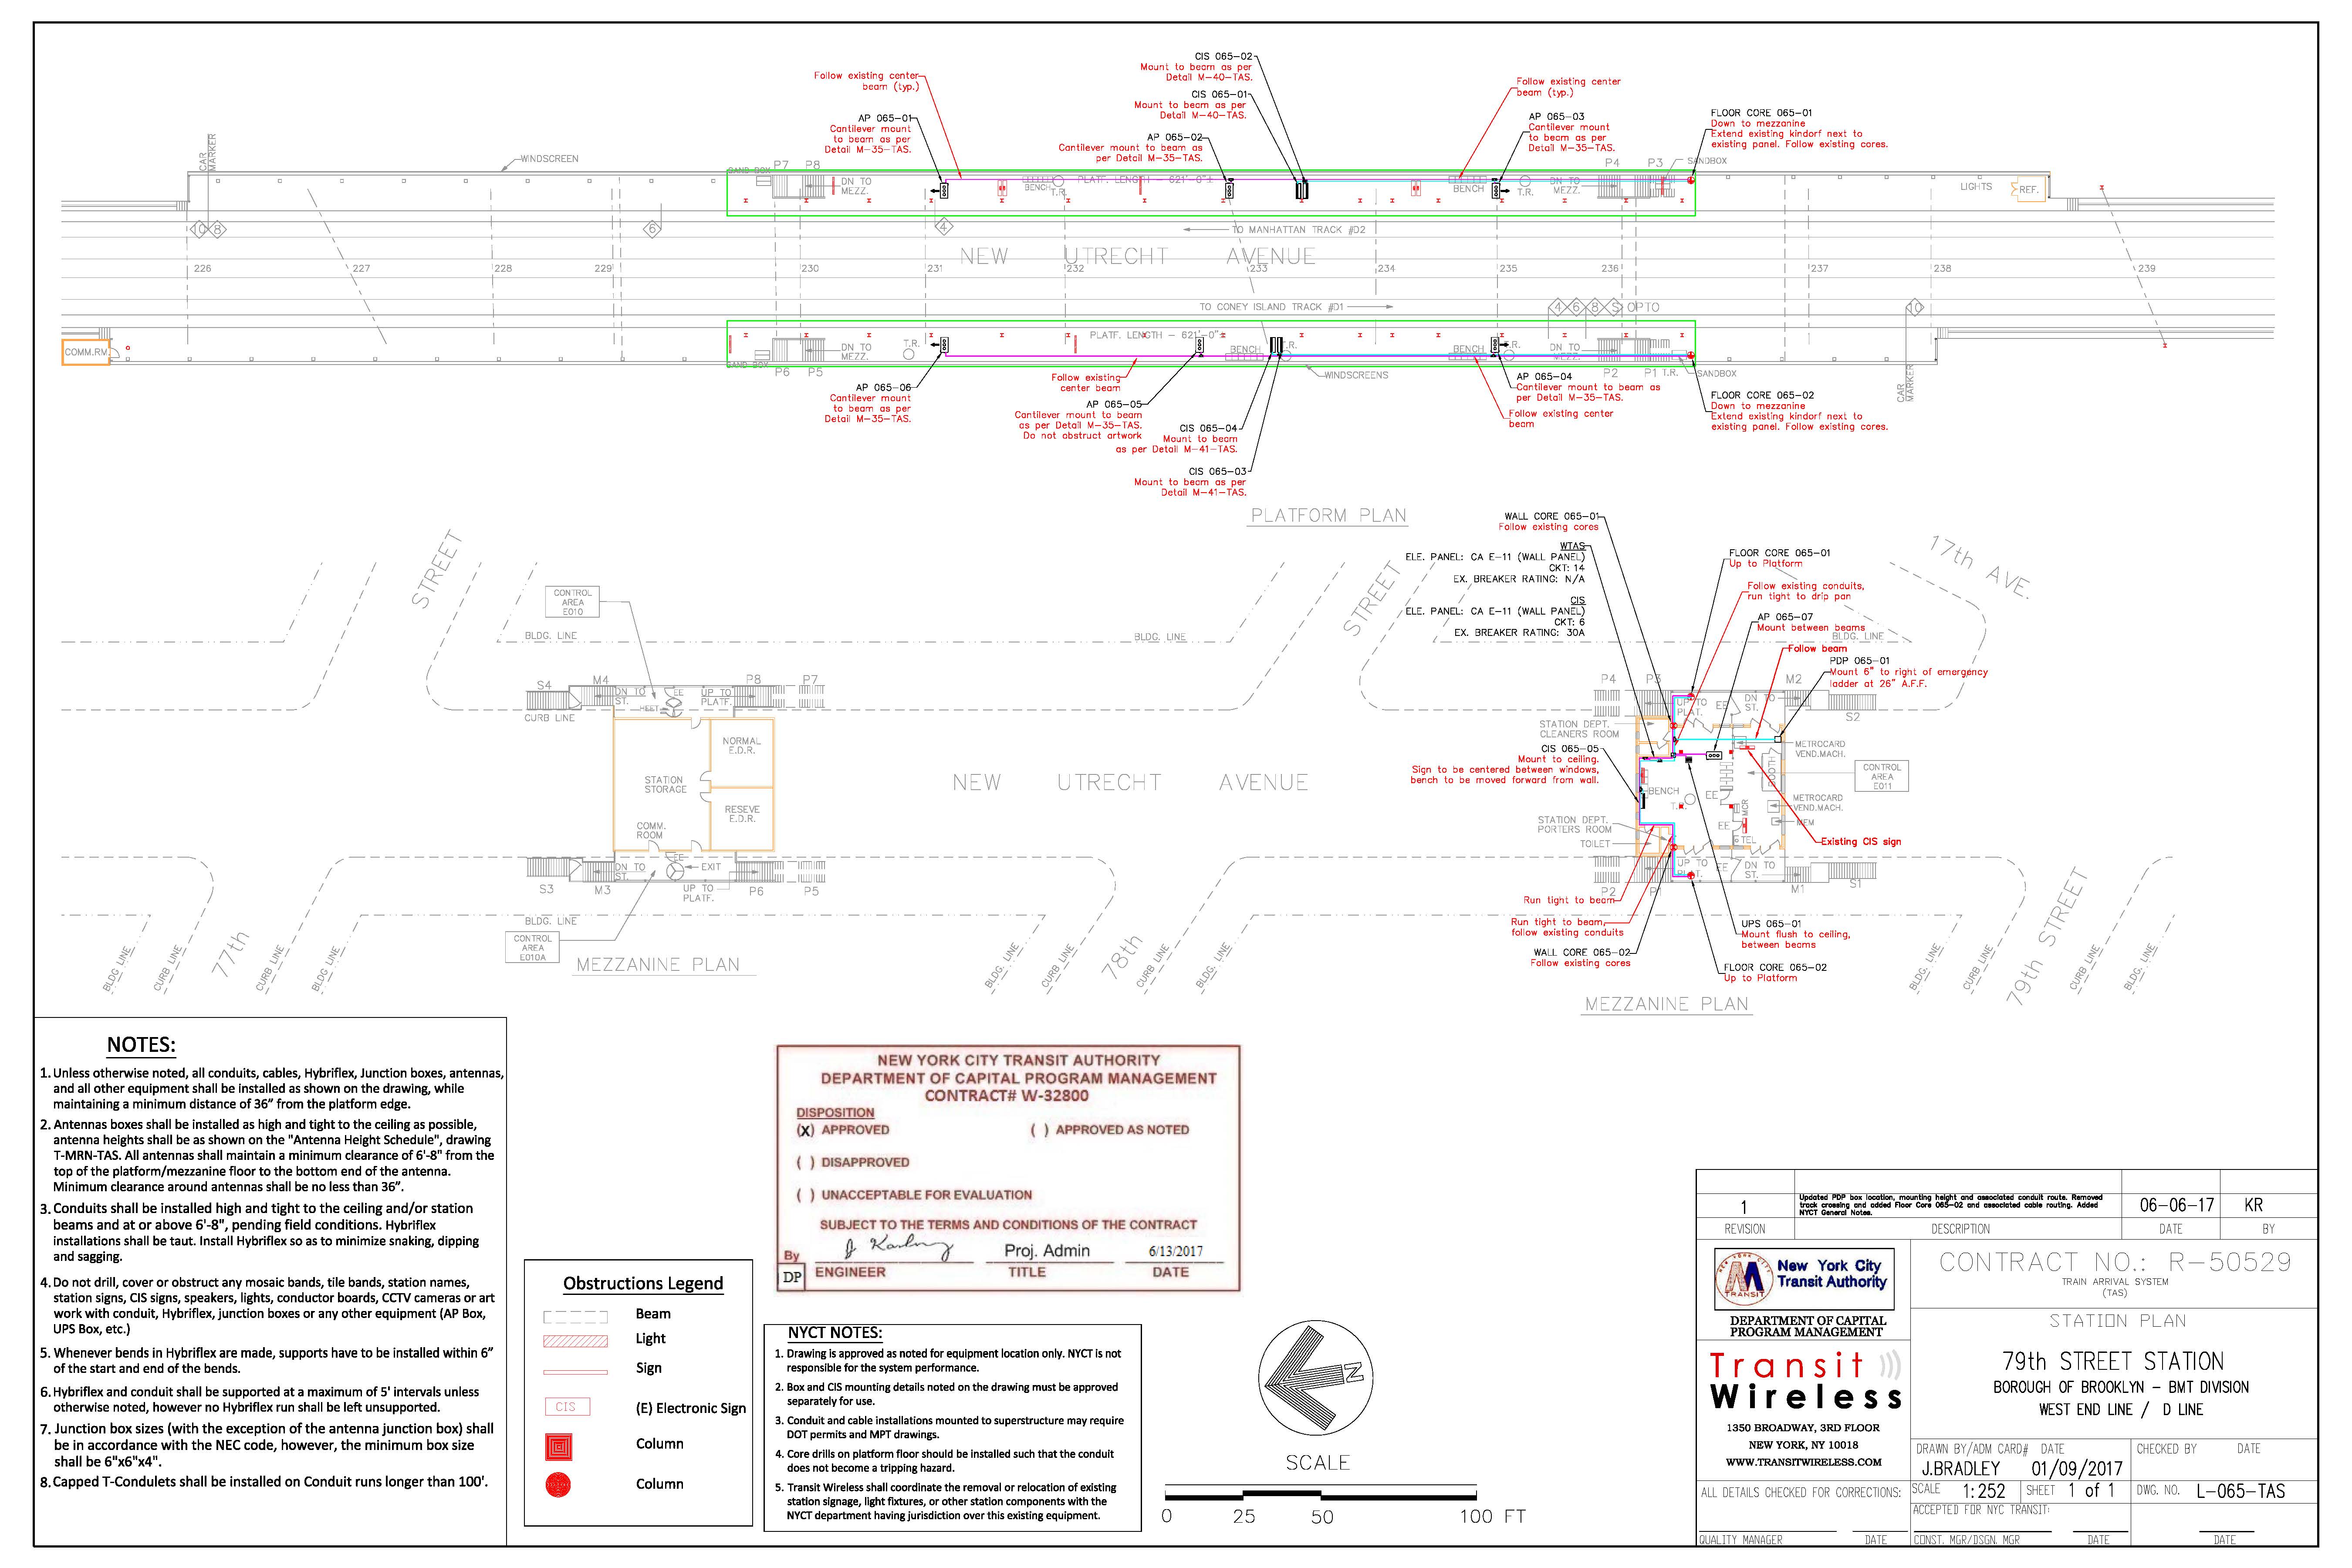 CIS 065-02
Mount to beam as per
Detail M-40-TAS.
CIS 065-01
Mount to beam as per
Detail M-40-TAS.
Follow existing center
beam (typ.)
Follow existing center
beam (typ.)
AP 065-01
Cantilever mount
to beam as per
Detail M-35-TAS.
AP 065-02
Cantilever mount to beam as
per Detail M-35-TAS.
AP 065-03
Cantilever mount
to beam as per
Detail M-35-TAS.
FLOOR CORE 065-01
Down to mezzanine
Extend existing kindorf next to
existing panel. Follow existing cores.
CAR
MARKER
WINDSCREEN
SAND BOX
P7 P8
DN TO
MEZZ.
BENCH
T.R.
PLATF. LENGTH - 621'-0"±
BENCH
T.R.
DN TO
MEZZ.
P4 P3
SANDBOX
LIGHTS
REF.
10 8
6
4
TO MANHATTAN TRACK #D2
NEW UTRECHT AVENUE
226 227 228 229 230 231 232 233 234 235 236 237 238 239
TO CONEY ISLAND TRACK #D1
4 6 8 S OPTO
10
COMM.RM.
SAND BOX
P6 P5
DN TO
MEZZ.
T.R.
PLATF. LENGTH - 621'-0"±
BENCH
T.R.
WINDSCREENS
BENCH
T.R.
DN TO
MEZZ.
P2 P1 T.R.
SANDBOX
CAR
MARKER
AP 065-06
Cantilever mount
to beam as per
Detail M-35-TAS.
Follow existing
center beam
AP 065-05
Cantilever mount to beam
as per Detail M-35-TAS.
Do not abstruct artwork
CIS 065-04
Mount to beam
as per Detail M-41-TAS.
CIS 065-03
Mount to beam as per
Detail M-41-TAS.
AP 065-04
Cantilever mount to beam as
per Detail M-35-TAS.
Follow existing center
beam
FLOOR CORE 065-02
Down to mezzanine
Extend existing kindorf next to
existing panel. Follow existing cores.
PLATFORM PLAN
STREET
CONTROL
AREA
E010
BLDG. LINE
BLDG. LINE
STREET
17th AVE.
BLDG. LINE
WALL CORE 065-01
Follow existing cores
WTAS
ELE. PANEL: CA E-11 (WALL PANEL)
CKT: 14
EX. BREAKER RATING: N/A
CIS
ELE. PANEL: CA E-11 (WALL PANEL)
CKT: 6
EX. BREAKER RATING: 30A
FLOOR CORE 065-01
Up to Platform
Follow existing conduits,
run tight to drip pan
AP 065-07
Mount between beams
Follow beam
PDP 065-01
Mount 6" to right of emergency
ladder at 26" A.F.F.
S4
M4
DN TO
ST.
HEET
EE
UP TO
PLATF.
P8
P7
CURB LINE
NORMAL
E.D.R.
STATION
STORAGE
RESEVE
E.D.R.
COMM.
ROOM
DN TO
ST.
EE
EXIT
S3
M3
UP TO
PLATF.
P6
P5
BLDG. LINE
CONTROL
AREA
E010A
MEZZANINE PLAN
NEW UTRECHT AVENUE
P4
P3
UP TO
PLAT.
EE
DN TO
ST.
M2
S2
STATION DEPT.
CLEANERS ROOM
CIS 065-05
Mount to ceiling.
Sign to be centered between windows,
bench to be moved forward from wall.
BENCH
T.R.
EE
MCR
BOOTH
METROCARD
VEND.MACH.
CONTROL
AREA
E011
METROCARD
VEND.MACH.
MEM
EE
TEL
STATION DEPT.
PORTERS ROOM
TOILET
Existing CIS sign
UP TO
PLAT.
EE
DN TO
ST.
P2
P1
M1
S1
Run tight to beam
Run tight to beam,
follow existing conduits
WALL CORE 065-02
Follow existing cores
UPS 065-01
Mount flush to ceiling,
between beams
FLOOR CORE 065-02
Up to Platform
MEZZANINE PLAN
BLDG LINE
CURB LINE
77th
CURB LINE
BLDG. LINE
BLDG. LINE
CURB LINE
78th
CURB LINE
BLDG. LINE
BLDG. LINE
CURB LINE
79th STREET
CURB LINE
BLDG. LINE
NOTES:
1. Unless otherwise noted, all conduits, cables, Hybriflex, Junction boxes, antennas,
and all other equipment shall be installed as shown on the drawing, while
maintaining a minimum distance of 36” from the platform edge.
2. Antennas boxes shall be installed as high and tight to the ceiling as possible,
antenna heights shall be as shown on the "Antenna Height Schedule", drawing
T-MRN-TAS. All antennas shall maintain a minimum clearance of 6'-8" from the
top of the platform/mezzanine floor to the bottom end of the antenna.
Minimum clearance around antennas shall be no less than 36”.
3. Conduits shall be installed high and tight to the ceiling and/or station
beams and at or above 6'-8", pending field conditions. Hybriflex
installations shall be taut. Install Hybriflex so as to minimize snaking, dipping
and sagging.
4. Do not drill, cover or obstruct any mosaic bands, tile bands, station names,
station signs, CIS signs, speakers, lights, conductor boards, CCTV cameras or art
work with conduit, Hybriflex, junction boxes or any other equipment (AP Box,
UPS Box, etc.)
5. Whenever bends in Hybriflex are made, supports have to be installed within 6”
of the start and end of the bends.
6. Hybriflex and conduit shall be supported at a maximum of 5' intervals unless
otherwise noted, however no Hybriflex run shall be left unsupported.
7. Junction box sizes (with the exception of the antenna junction box) shall
be in accordance with the NEC code, however, the minimum box size
shall be 6"x6"x4".
8. Capped T-Condulets shall be installed on Conduit runs longer than 100'.
Obstructions Legend
Beam
Light
Sign
CIS (E) Electronic Sign
Column
Column
NEW YORK CITY TRANSIT AUTHORITY
DEPARTMENT OF CAPITAL PROGRAM MANAGEMENT
CONTRACT# W-32800
DISPOSITION
(X) APPROVED ( ) APPROVED AS NOTED
( ) DISAPPROVED
( ) UNACCEPTABLE FOR EVALUATION
SUBJECT TO THE TERMS AND CONDITIONS OF THE CONTRACT
By Proj. Admin 6/13/2017
DP ENGINEER TITLE DATE
NYCT NOTES:
1. Drawing is approved as noted for equipment location only. NYCT is not
responsible for the system performance.
2. Box and CIS mounting details noted on the drawing must be approved
separately for use.
3. Conduit and cable installations mounted to superstructure may require
DOT permits and MPT drawings.
4. Core drills on platform floor should be installed such that the conduit
does not become a tripping hazard.
5. Transit Wireless shall coordinate the removal or relocation of existing
station signage, light fixtures, or other station components with the
NYCT department having jurisdiction over this existing equipment.
N
SCALE
0 25 50 100 FT
1 Updated PDP box location, mounting height and associated conduit route. Removed
track crossing and added Floor Core 065-02 and associated cable routing. Added
NYCT General Notes.
06-06-17 KR
REVISION DESCRIPTION DATE BY
New York City
Transit Authority
DEPARTMENT OF CAPITAL
PROGRAM MANAGEMENT
Transit
Wireless
1350 BROADWAY, 3RD FLOOR
NEW YORK, NY 10018
WWW.TRANSITWIRELESS.COM
ALL DETAILS CHECKED FOR CORRECTIONS:
QUALITY MANAGER DATE
CONTRACT NO.: R-50529
TRAIN ARRIVAL SYSTEM
(TAS)
STATION PLAN
79th STREET STATION
BOROUGH OF BROOKLYN - BMT DIVISION
WEST END LINE / D LINE
DRAWN BY/ADM CARD# DATE
J.BRADLEY 01/09/2017
CHECKED BY DATE
SCALE 1:252
SHEET 1 of 1
DWG. NO. L-065-TAS
ACCEPTED FOR NYC TRANSIT:
CONST. MGR/DSGN. MGR DATE DATE